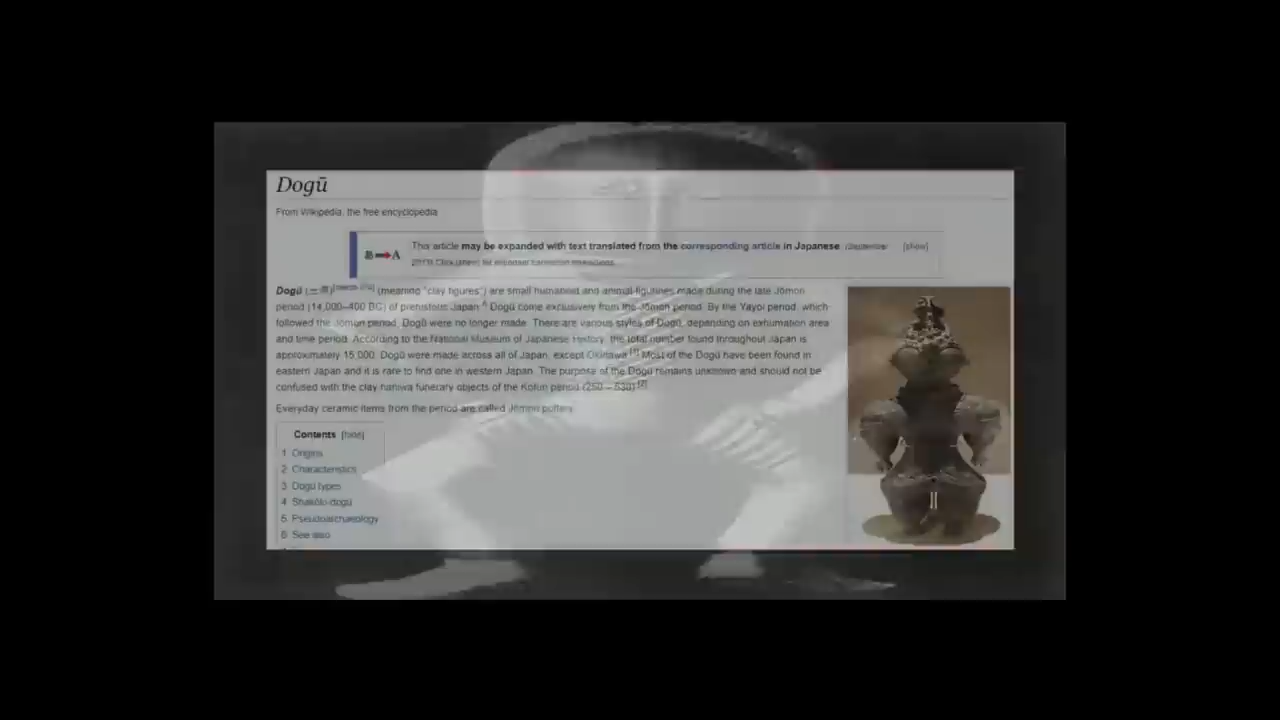 Dogū
From Wikipedia, the free encyclopedia
This article may be expanded with text translated from the corresponding article in Japanese. (September [show]
あ A
Dogū (meaning "clay figures") are small humanoid and animal figurines made during the late Jōmon
period (14,000–400 BC) of prehistoric Japan. Dogū come exclusively from the Jōmon period. By the Yayoi period, which
followed the Jōmon period, Dogū were no longer made. There are various styles of Dogū, depending on exhumation area
and time period. According to the National Museum of Japanese History, the total number found throughout Japan is
approximately 15,000. Dogū were made across all of Japan, except Okinawa.[1] Most of the Dogū have been found in
eastern Japan and it is rare to find one in western Japan. The purpose of the Dogū remains unknown and should not be
confused with the clay haniwa funerary objects of the Kofun period (250 – 538).[2]
Everyday ceramic items from the period are called Jōmon pottery.
Contents [hide]
1 Origins
2 Characteristics
3 Dogū types
4 Shakōki-dogū
5 Pseudoarchaeology
6 See also